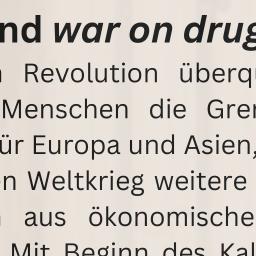 nd war on drug
n Revolution überqu
Menschen die Gren
ür Europa und Asien,
en Weltkrieg weitere
aus ökonomische
Mit Beginn des Kal